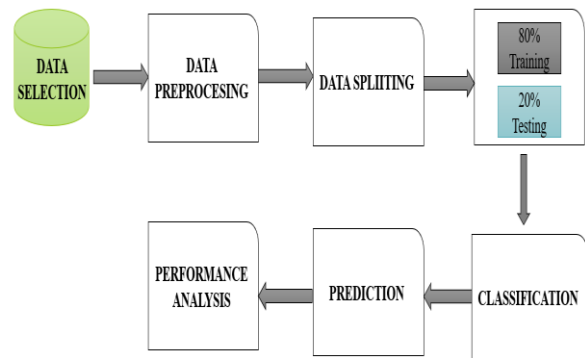 DATA
SELECTION
DATA
PREPROCESING
DATA SPLIITING
80%
Training
20%
Testing
CLASSIFICATION
PREDICTION
PERFORMANCE
ANALYSIS